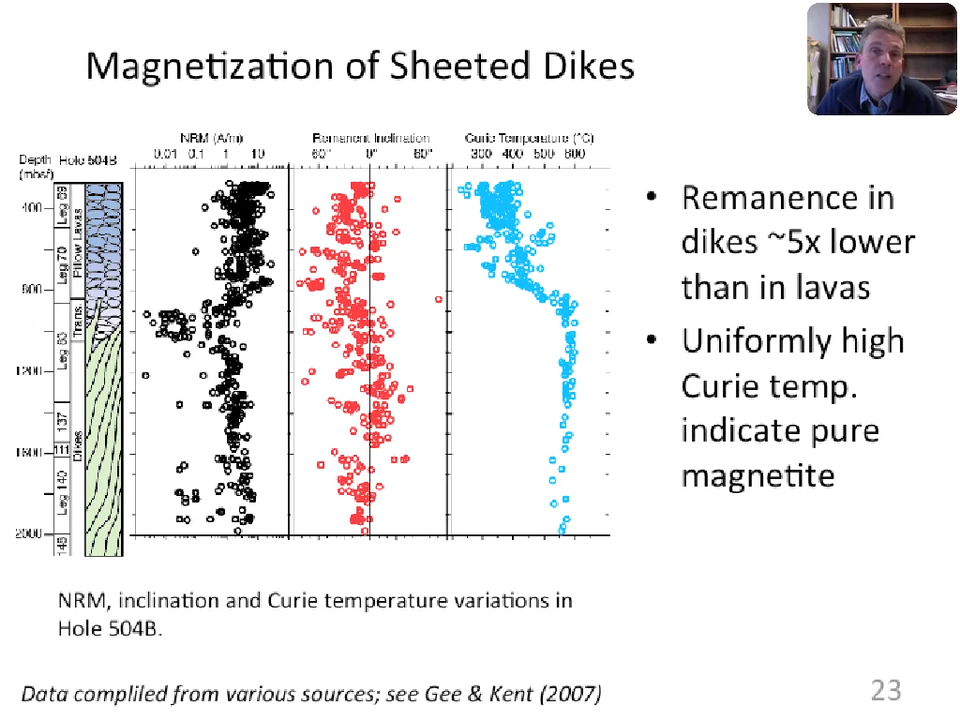 Magnetization of Sheeted Dikes
NRM (A/m) Remanent Inclination Curie Temperature (°C)
Depth (mbsf) Hole 504B 0.01 0.1 1 10 60° 0° 60° 300 400 500 600
400
800
1200
1600
2000
Leg 69
Leg 70
Leg 83
137
111
Leg 140
148
Pillow Lavas
Trans.
Dikes
• Remanence in
dikes ~5x lower
than in lavas
• Uniformly high
Curie temp.
indicate pure
magnetite
NRM, inclination and Curie temperature variations in
Hole 504B.
Data compliled from various sources; see Gee & Kent (2007)
23